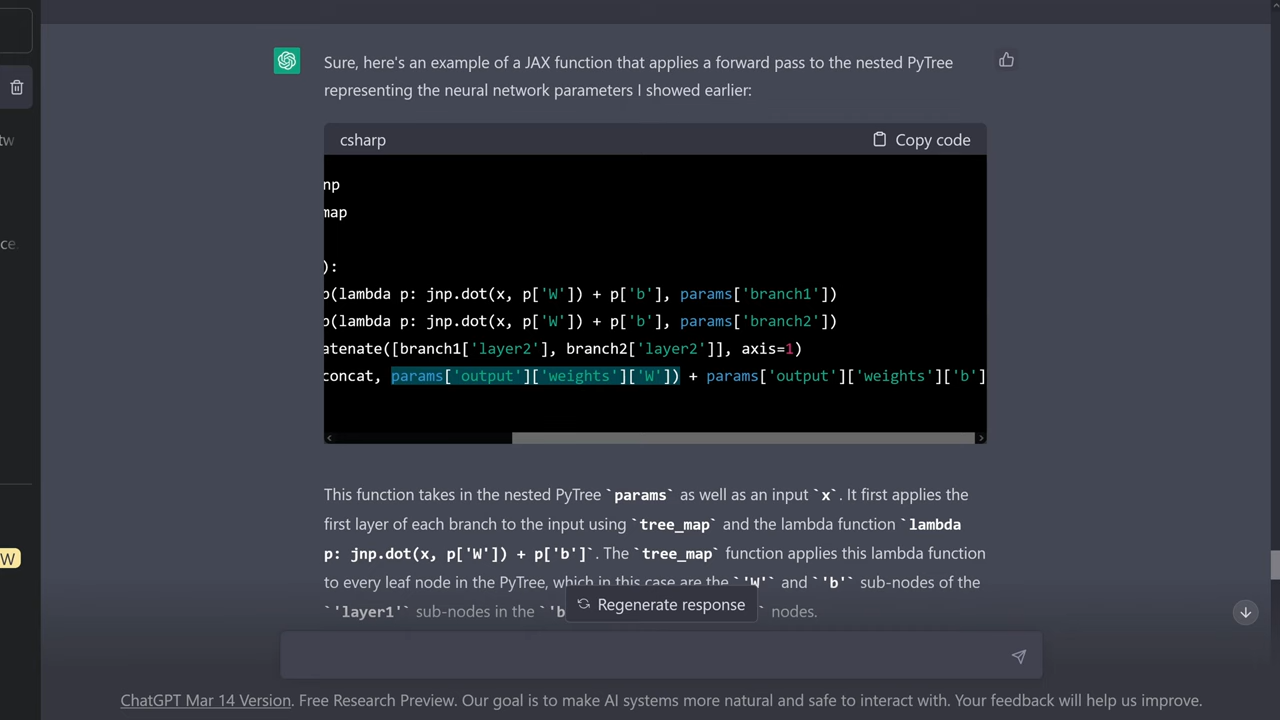 Sure, here's an example of a JAX function that applies a forward pass to the nested PyTree
representing the neural network parameters I showed earlier:
csharp
Copy code
np
map
):
p(lambda p: jnp.dot(x, p['W']) + p['b'], params['branch1'])
p(lambda p: jnp.dot(x, p['W']) + p['b'], params['branch2'])
atenate([branch1['layer2'], branch2['layer2']], axis=1)
concat, params['output']['weights']['W']) + params['output']['weights']['b']
This function takes in the nested PyTree `params` as well as an input `x`. It first applies the
first layer of each branch to the input using `tree_map` and the lambda function `lambda
p: jnp.dot(x, p['W']) + p['b']`. The `tree_map` function applies this lambda function
to every leaf node in the PyTree, which in this case are the `'W'` and `'b'` sub-nodes of the
`'layer1'` sub-nodes in the `'b ` nodes.
Regenerate response
ChatGPT Mar 14 Version. Free Research Preview. Our goal is to make AI systems more natural and safe to interact with. Your feedback will help us improve.
tw
ce.
W